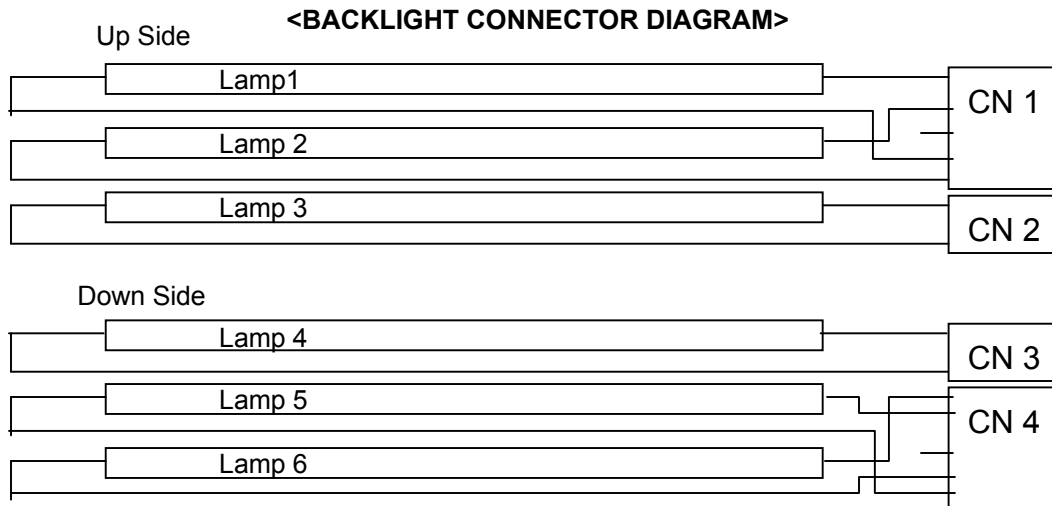 <BACKLIGHT CONNECTOR DIAGRAM>
Up Side
Lamp1
CN 1
Lamp 2
Lamp 3
CN 2
Down Side
Lamp 4
CN 3
Lamp 5
CN 4
Lamp 6